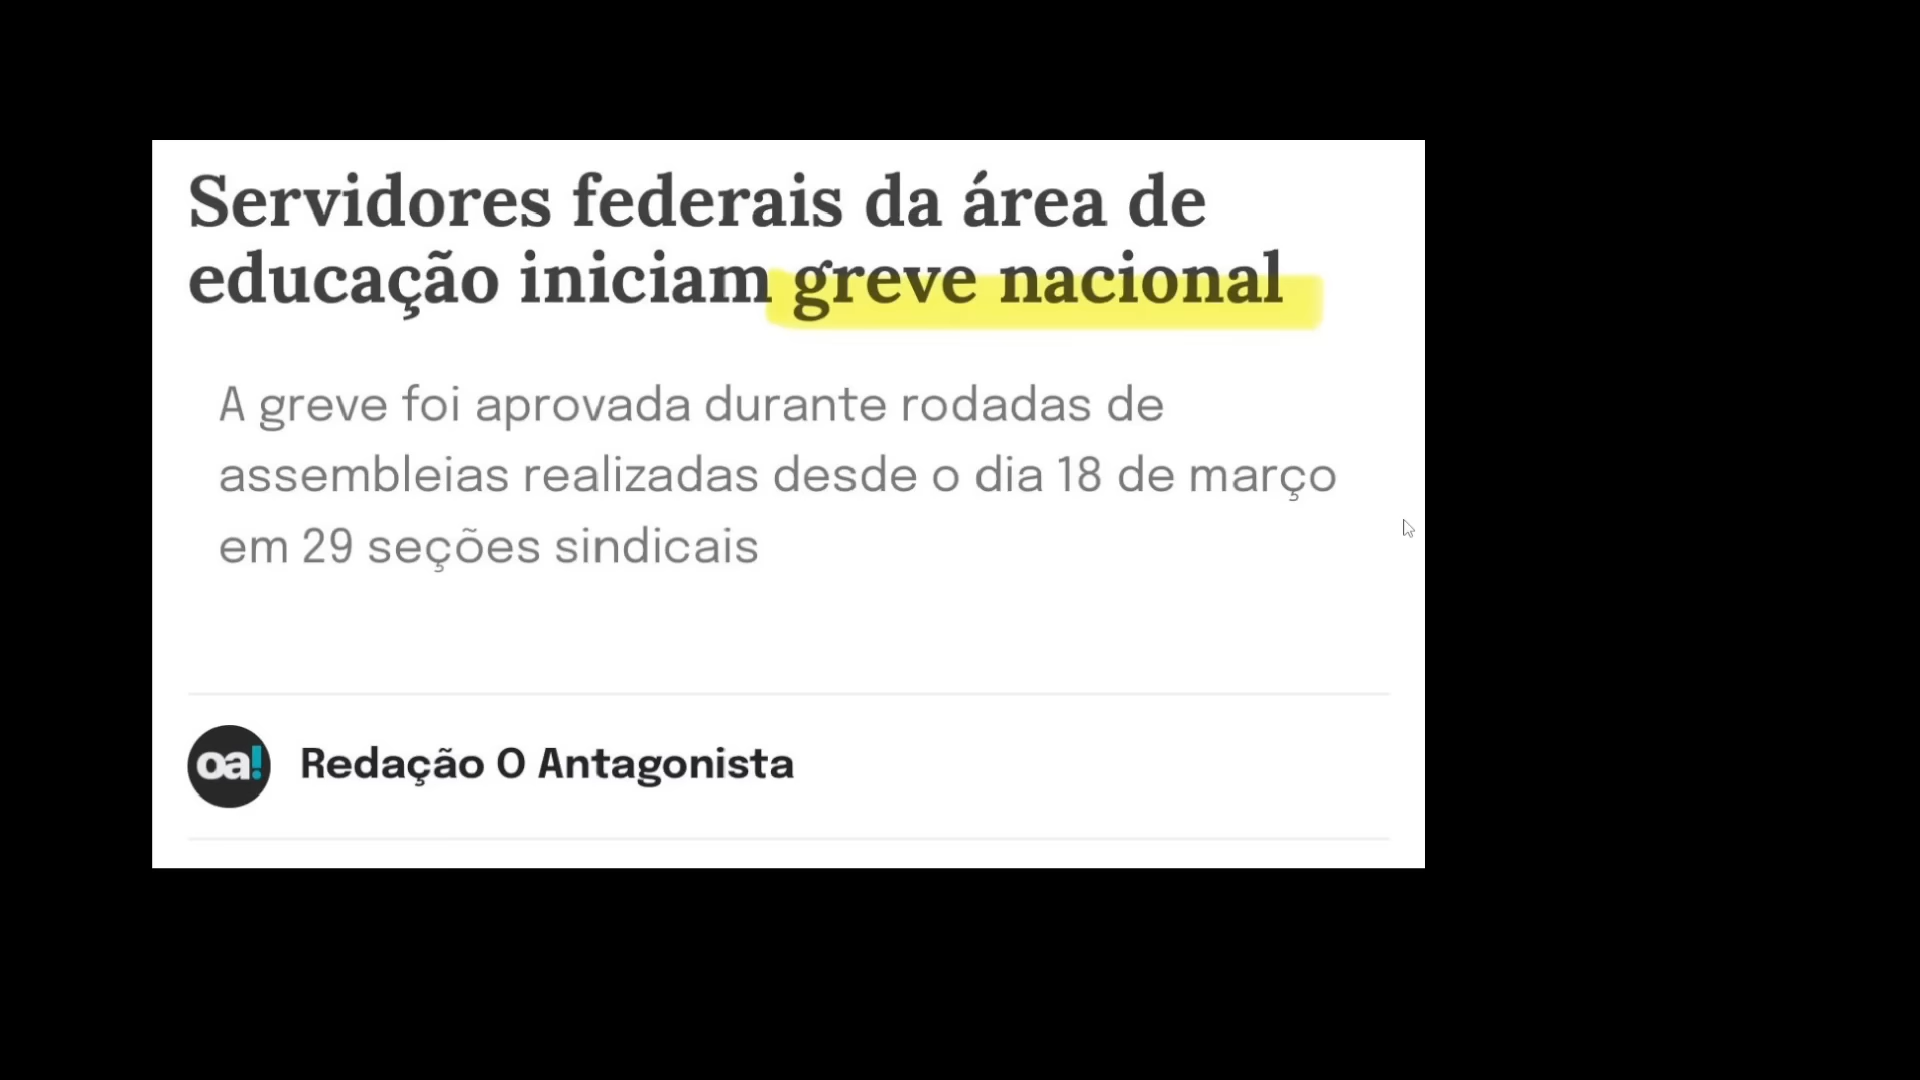 Servidores federais da área de
educação iniciam greve nacional
A greve foi aprovada durante rodadas de
assembleias realizadas desde o dia 18 de março
em 29 seções sindicais
oa!
Redação O Antagonista